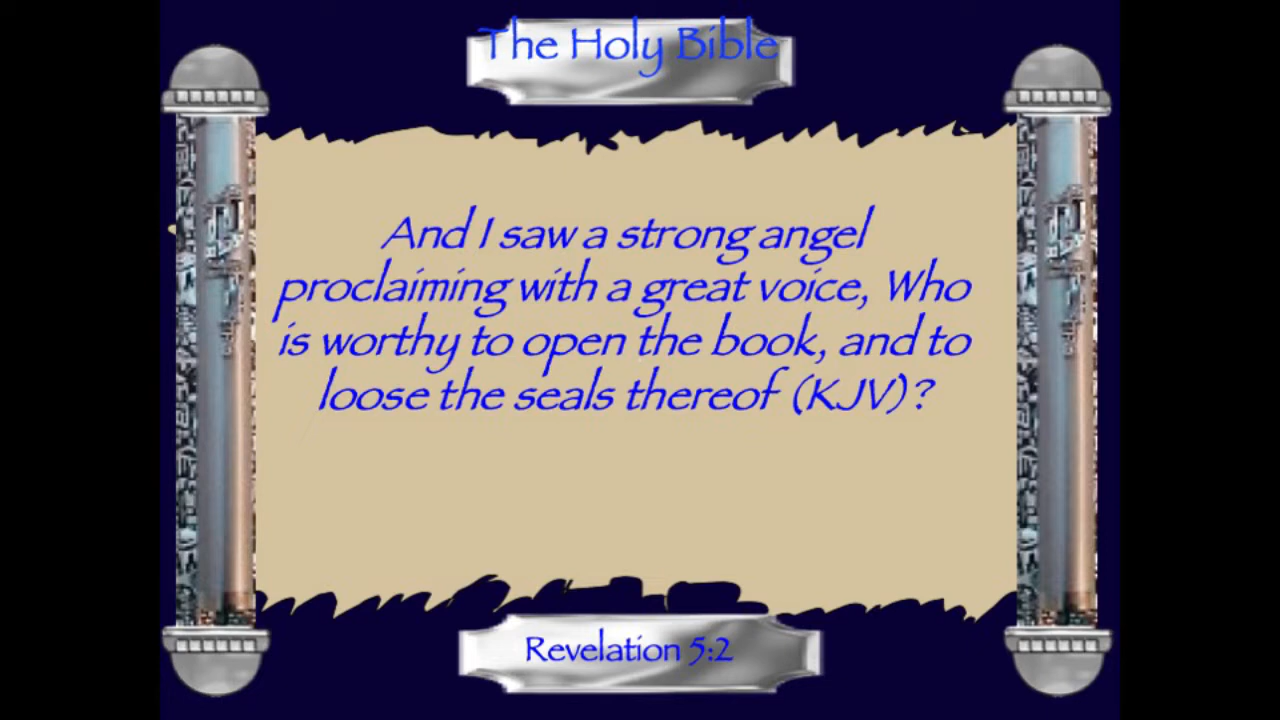 The Holy Bible
And I saw a strong angel
proclaiming with a great voice, Who
is worthy to open the book, and to
loose the seals thereof (KJV)?
Revelation 5:2